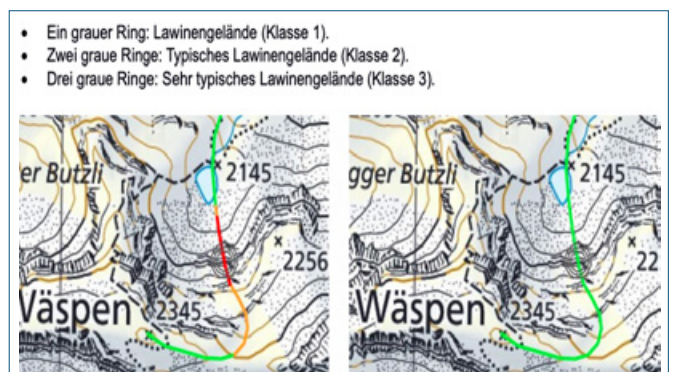 • Ein grauer Ring: Lawinengelände (Klasse 1).
• Zwei graue Ringe: Typisches Lawinengelände (Klasse 2).
• Drei graue Ringe: Sehr typisches Lawinengelände (Klasse 3).
er Butzli
2145
2256
Wäspen
2345
gger Butzli
2145
22
Wäspen
2345